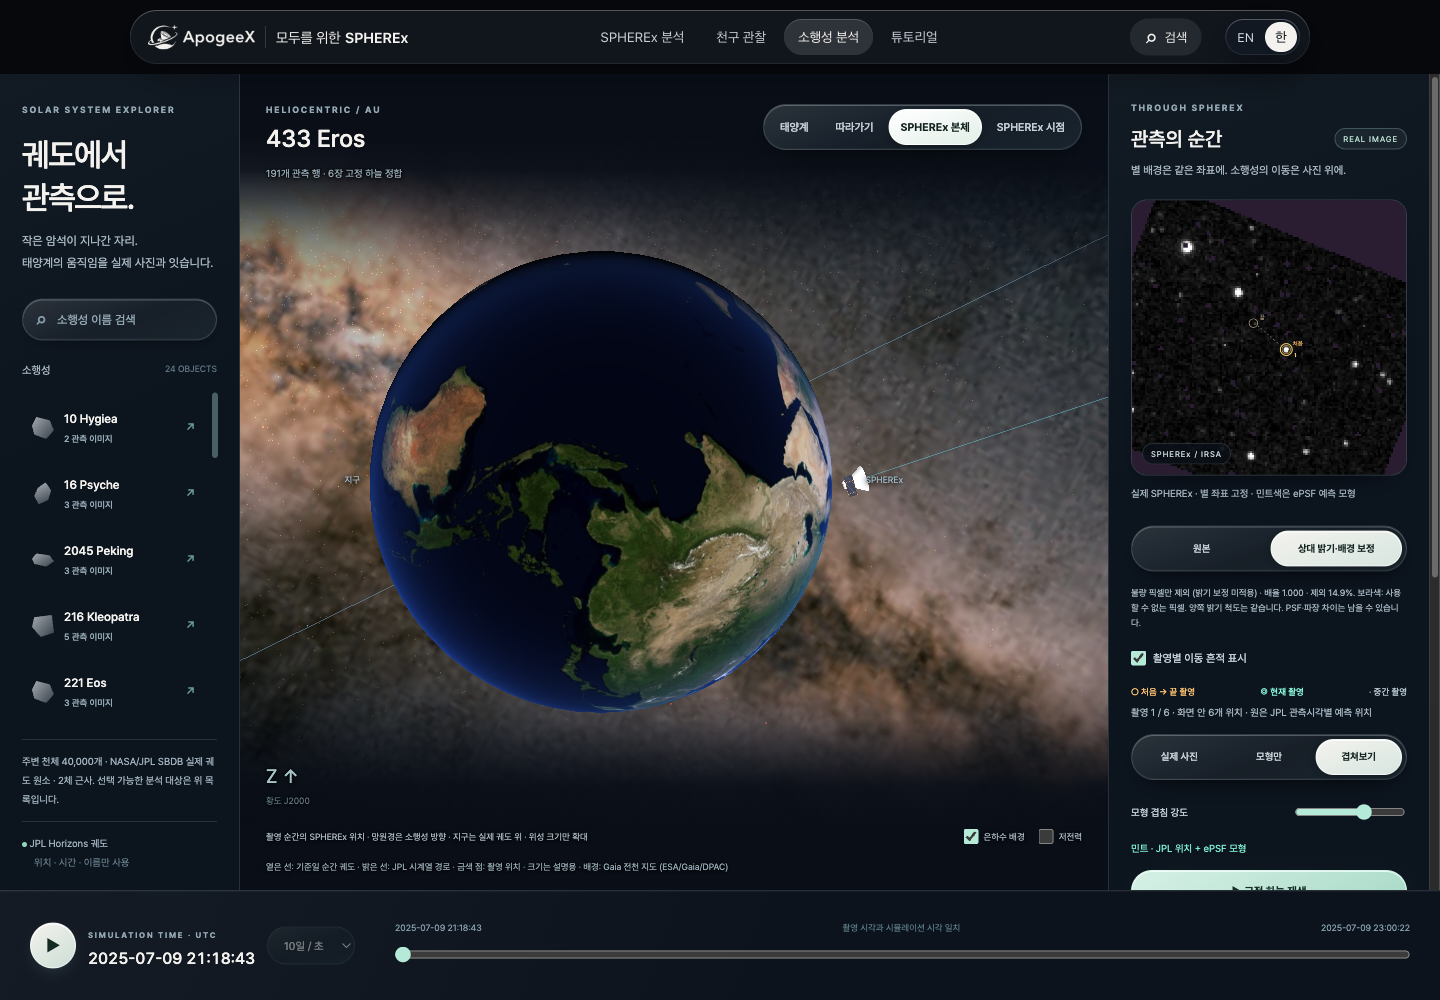 ApogeeX
모두를 위한 SPHEREx
SPHEREx 분석
천구 관찰
소행성 분석
튜토리얼
검색
EN
한
SOLAR SYSTEM EXPLORER
궤도에서
관측으로.
작은 암석이 지나간 자리.
태양계의 움직임을 실제 사진과 잇습니다.
소행성 이름 검색
소행성
24 OBJECTS
10 Hygiea
2 관측 이미지
16 Psyche
3 관측 이미지
2045 Peking
3 관측 이미지
216 Kleopatra
5 관측 이미지
221 Eos
3 관측 이미지
주변 천체 40,000개 · NASA/JPL SBDB 실제 궤
도 원소 · 2체 근사. 선택 가능한 분석 대상은 위 목
록입니다.
JPL Horizons 궤도
위치 · 시간 · 이름만 사용
HELIOCENTRIC / AU
433 Eros
191개 관측 행 · 6장 고정 하늘 정합
태양계
따라가기
SPHEREx 본체
SPHEREx 시점
지구
SPHEREx
Z ↑
황도 J2000
촬영 순간의 SPHEREx 위치 · 망원경은 소행성 방향 · 지구는 실제 궤도 위 · 위성 크기만 확대
은하수 배경
저전력
옅은 선: 기준일 순간 궤도 · 밝은 선: JPL 시계열 경로 · 금색 점: 촬영 위치 · 크기는 설명용 · 배경: Gaia 전천 지도 (ESA/Gaia/DPAC)
THROUGH SPHEREX
관측의 순간
REAL IMAGE
별 배경은 같은 좌표에. 소행성의 이동은 사진 위에.
끝
처음
1
SPHEREx / IRSA
실제 SPHEREx · 별 좌표 고정 · 민트색은 ePSF 예측 모형
원본
상대 밝기·배경 보정
불량 픽셀만 제외 (밝기 보정 미적용) · 배율 1.000 · 제외 14.9%. 보라색: 사용
할 수 없는 픽셀. 양쪽 밝기 척도는 같습니다. PSF·파장 차이는 남을 수 있습니
다.
촬영별 이동 흔적 표시
처음 → 끝 촬영
현재 촬영
· 중간 촬영
촬영 1 / 6 · 화면 안 6개 위치 · 원은 JPL 관측시각별 예측 위치
실제 사진
모형만
겹쳐보기
모형 겹침 강도
민트 · JPL 위치 + ePSF 모형
SIMULATION TIME · UTC
2025-07-09 21:18:43
10일 / 초
2025-07-09 21:18:43
촬영 시각과 시뮬레이션 시각 일치
2025-07-09 23:00:22